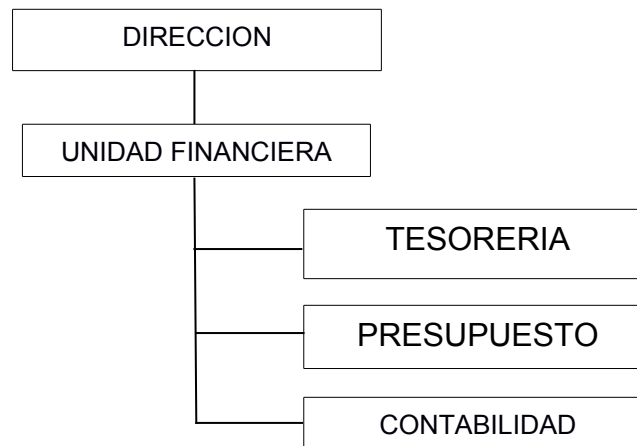 DIRECCION
UNIDAD FINANCIERA
TESORERIA
PRESUPUESTO
CONTABILIDAD